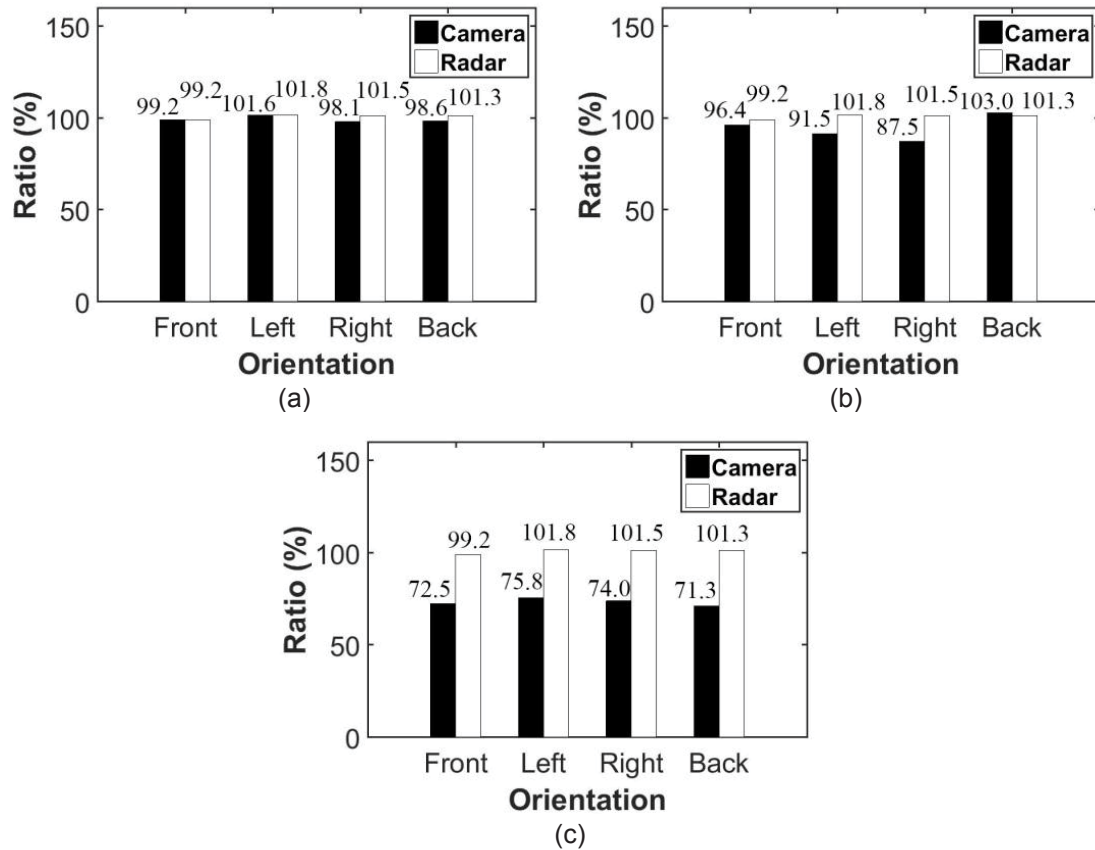 150
100
50
0
Ratio (%)
Camera
Radar
99.2 99.2 101.6 101.8 98.1 101.5 98.6 101.3
Front Left Right Back
Orientation
(a)
150
100
50
0
Ratio (%)
Camera
Radar
96.4 99.2 91.5 101.8 87.5 101.5 103.0 101.3
Front Left Right Back
Orientation
(b)
150
100
50
0
Ratio (%)
Camera
Radar
72.5 99.2 75.8 101.8 74.0 101.5 71.3 101.3
Front Left Right Back
Orientation
(c)